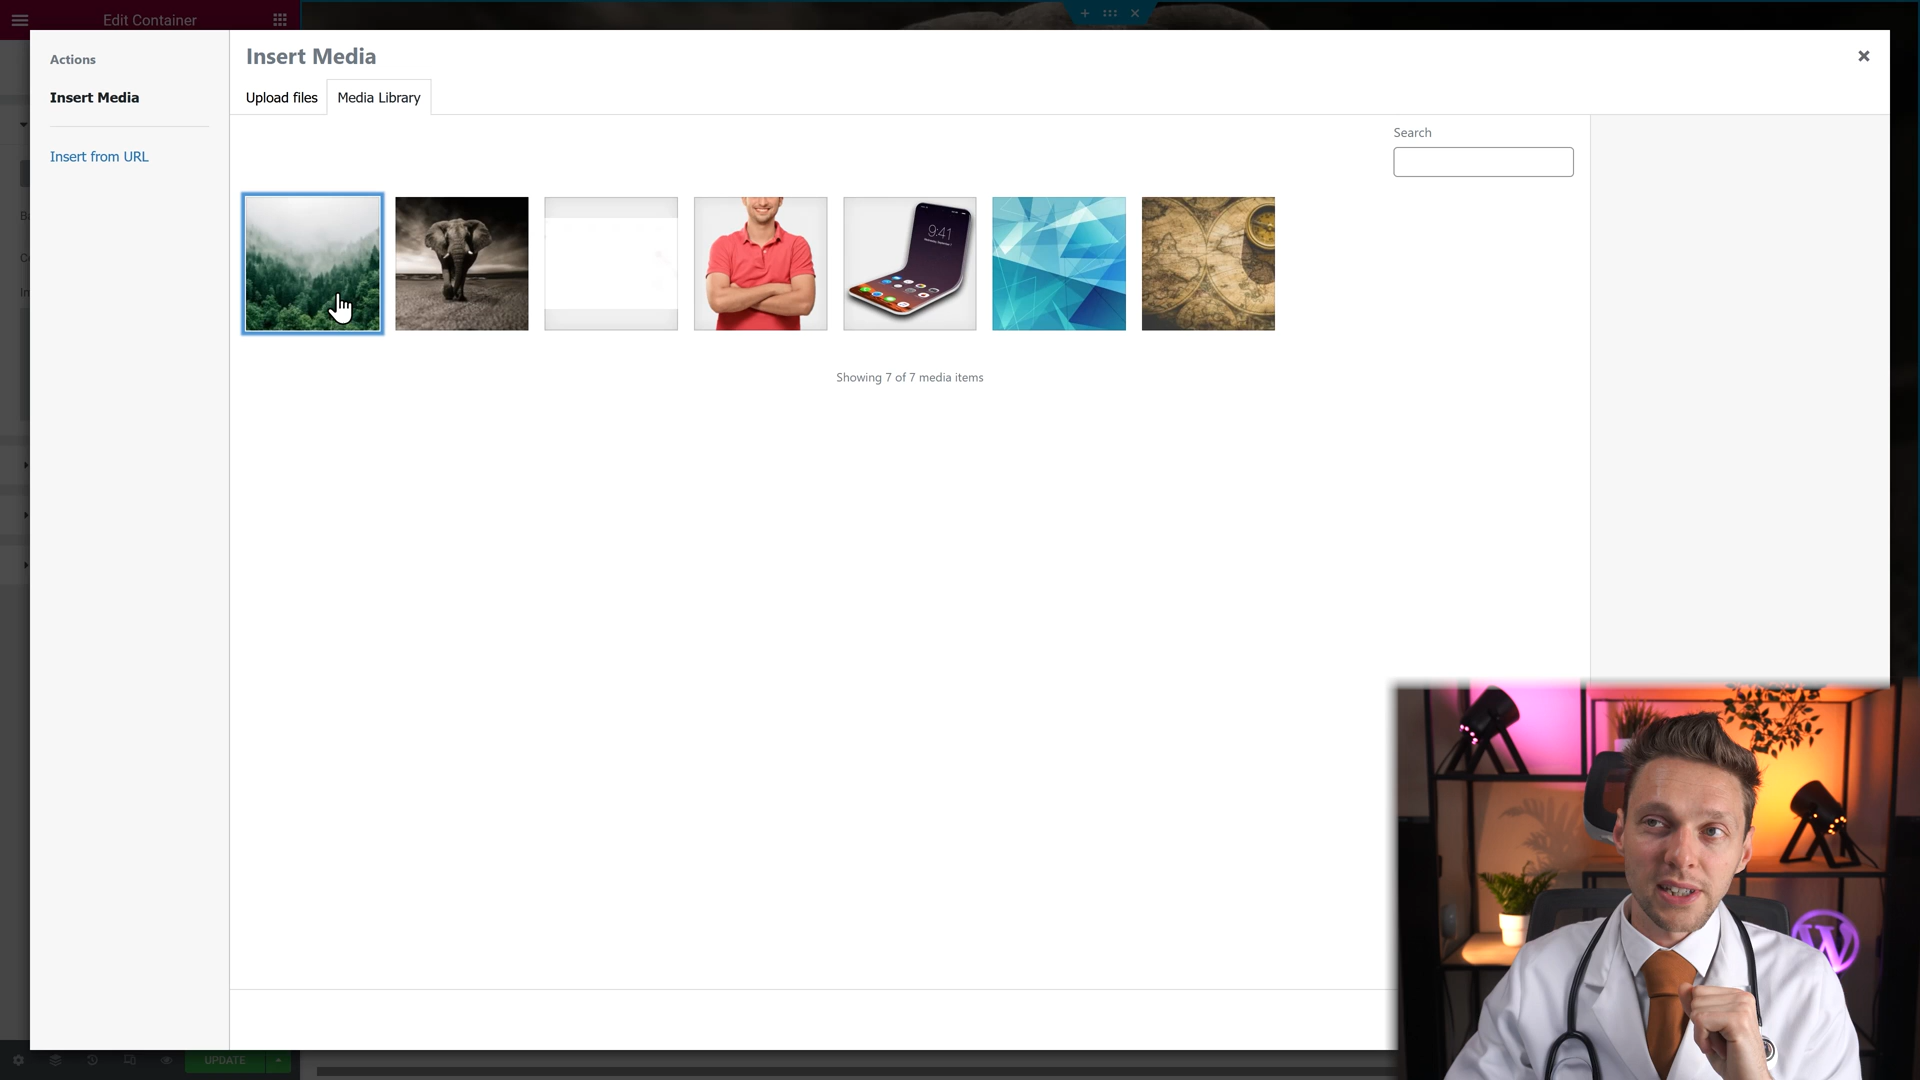 Edit Container
Actions
Insert Media
Insert from URL
Insert Media
Upload files
Media Library
Search
9:41
Showing 7 of 7 media items
UPDATE